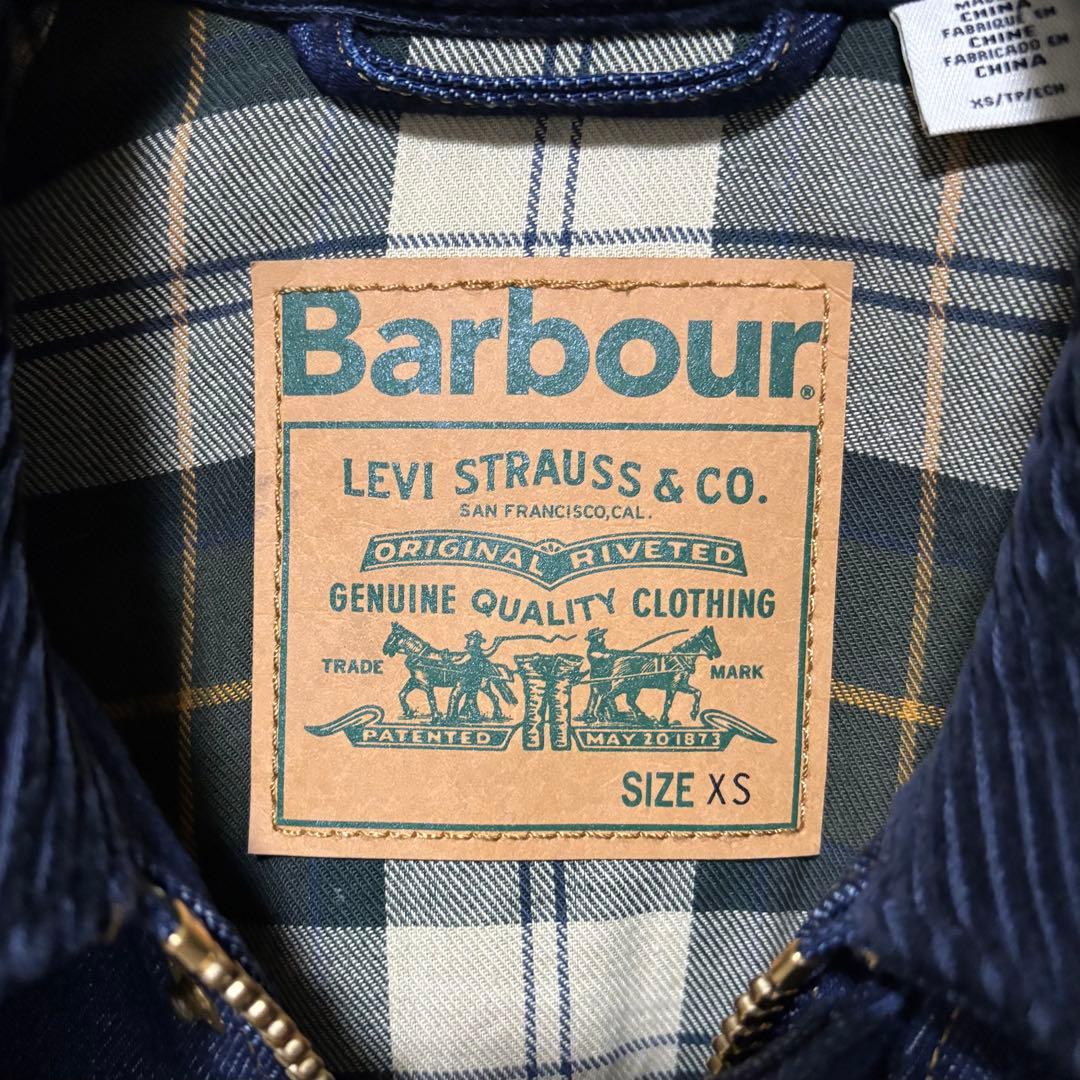 MADE IN
CHINA
FABRIQUÉ EN
CHINE
FABRICADO EN
CHINA
XS/TP/ECH
Barbour®
LEVI STRAUSS & CO.
SAN FRANCISCO, CAL.
ORIGINAL RIVETED
GENUINE QUALITY CLOTHING
TRADE MARK
PATENTED MAY 20 1873
SIZE XS